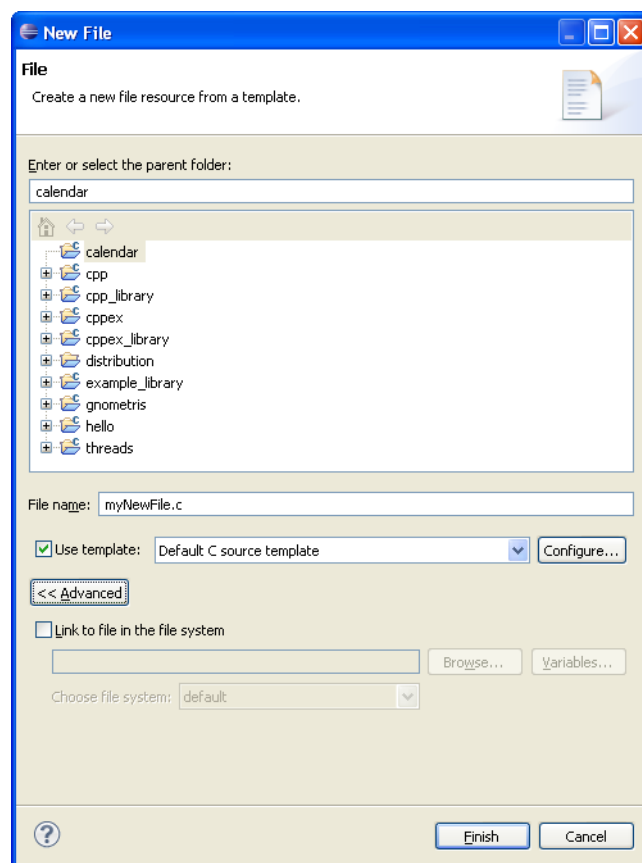 New File
File
Create a new file resource from a template.
Enter or select the parent folder:
calendar
calendar
cpp
cpp_library
cppex
cppex_library
distribution
example_library
gnometris
hello
threads
File name: myNewFile.c
Use template: Default C source template Configure...
<< Advanced
Link to file in the file system
Browse... Variables...
Choose file system: default
? Finish Cancel